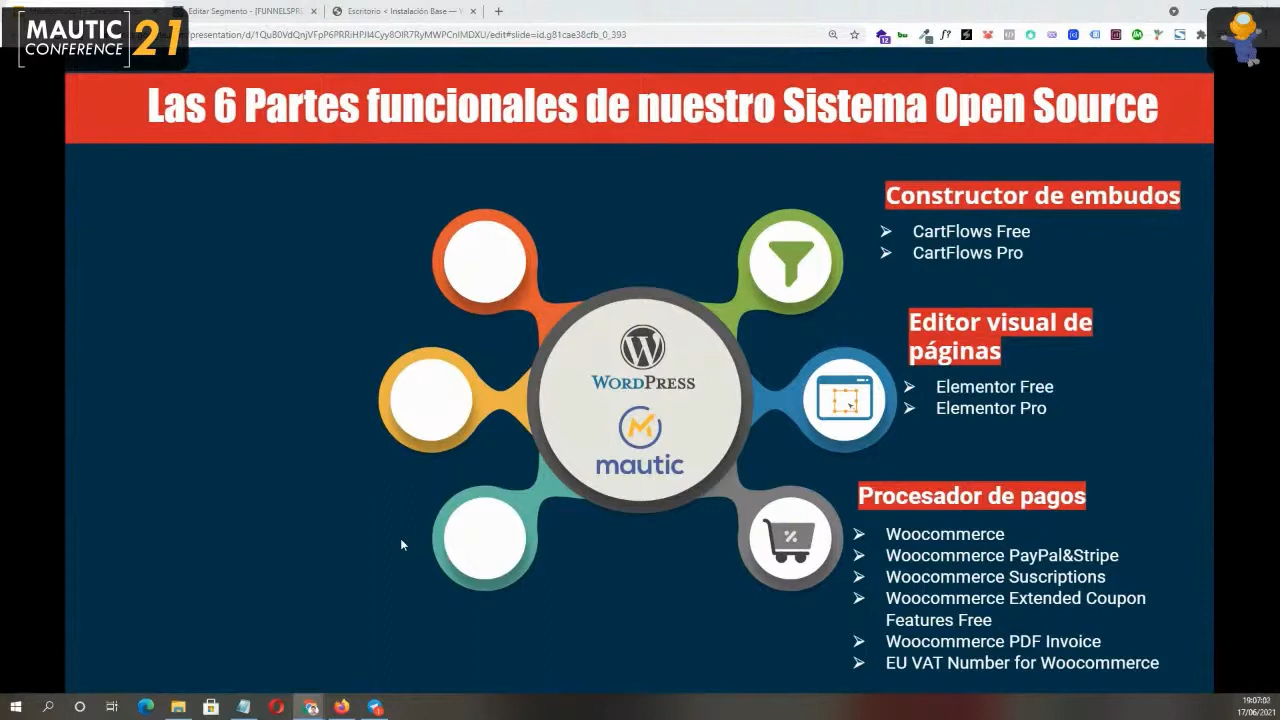 MAUTIC
CONFERENCE
21
Editar Segmento - [FUNNELSPR
Escritorio < Instalación Base — V
Las 6 Partes funcionales de nuestro Sistema Open Source
Constructor de embudos
CartFlows Free
CartFlows Pro
Editor visual de
páginas
Elementor Free
Elementor Pro
WORDPRESS
mautic
Procesador de pagos
Woocommerce
Woocommerce PayPal&Stripe
Woocommerce Suscriptions
Woocommerce Extended Coupon
Features Free
Woocommerce PDF Invoice
EU VAT Number for Woocommerce
19:07:02
17/06/2021